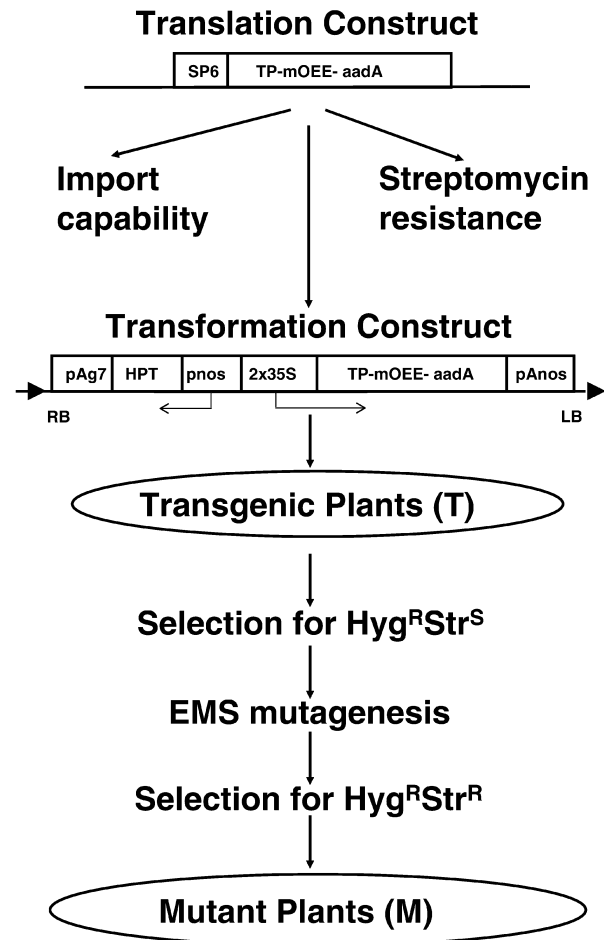 Translation Construct
SP6 TP-mOEE- aadA
Import
capability
Streptomycin
resistance
Transformation Construct
pAg7 HPT pnos 2x35S TP-mOEE- aadA pAnos
RB LB
Transgenic Plants (T)
Selection for HygRStrS
EMS mutagenesis
Selection for HygRStrR
Mutant Plants (M)